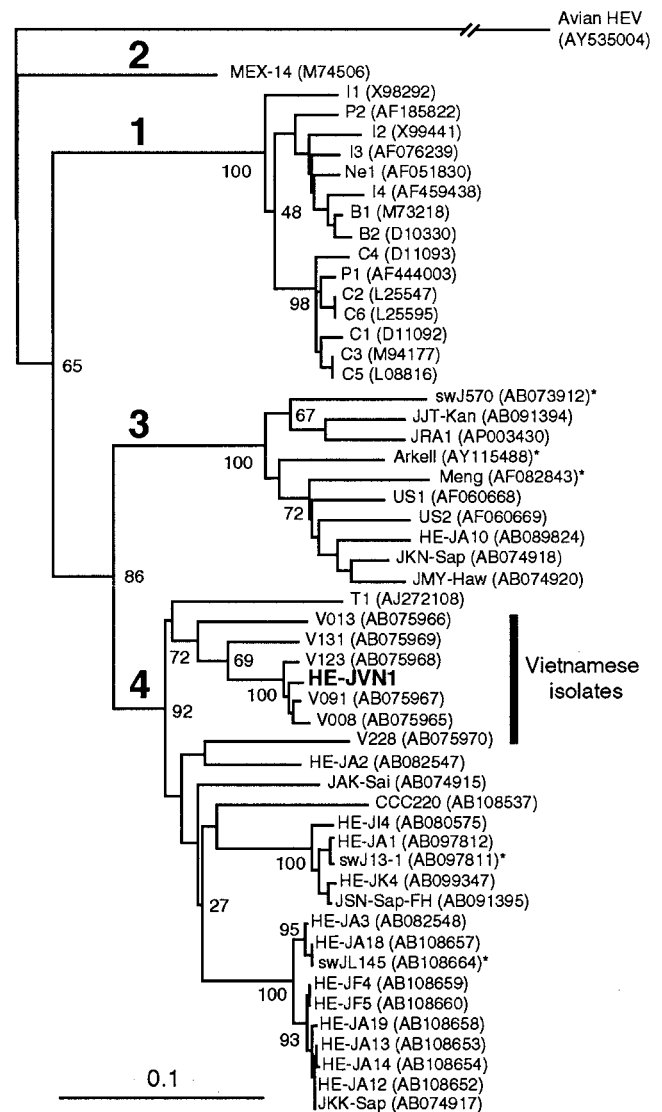 Avian HEV
(AY535004)
2
MEX-14 (M74506)
I1 (X98292)
P2 (AF185822)
1
I2 (X99441)
I3 (AF076239)
100
Ne1 (AF051830)
I4 (AF459438)
48
B1 (M73218)
B2 (D10330)
C4 (D11093)
P1 (AF444003)
C2 (L25547)
98
C6 (L25595)
C1 (D11092)
C3 (M94177)
65
C5 (L08816)
swJ570 (AB073912)*
67
JJT-Kan (AB091394)
3
JRA1 (AP003430)
100
Arkell (AY115488)*
Meng (AF082843)*
US1 (AF060668)
72
US2 (AF060669)
HE-JA10 (AB089824)
JKN-Sap (AB074918)
86
JMY-Haw (AB074920)
T1 (AJ272108)
V013 (AB075966)
V131 (AB075969)
72
69
V123 (AB075968)
Vietnamese
isolates
4
HE-JVN1
100
V091 (AB075967)
92
V008 (AB075965)
V228 (AB075970)
HE-JA2 (AB082547)
JAK-Sai (AB074915)
CCC220 (AB108537)
HE-JI4 (AB080575)
HE-JA1 (AB097812)
100
swJ13-1 (AB097811)*
HE-JK4 (AB099347)
27
JSN-Sap-FH (AB091395)
HE-JA3 (AB082548)
95
HE-JA18 (AB108657)
swJL145 (AB108664)*
HE-JF4 (AB108659)
100
HE-JF5 (AB108660)
HE-JA19 (AB108658)
93
HE-JA13 (AB108653)
HE-JA14 (AB108654)
0.1
HE-JA12 (AB108652)
JKK-Sap (AB074917)